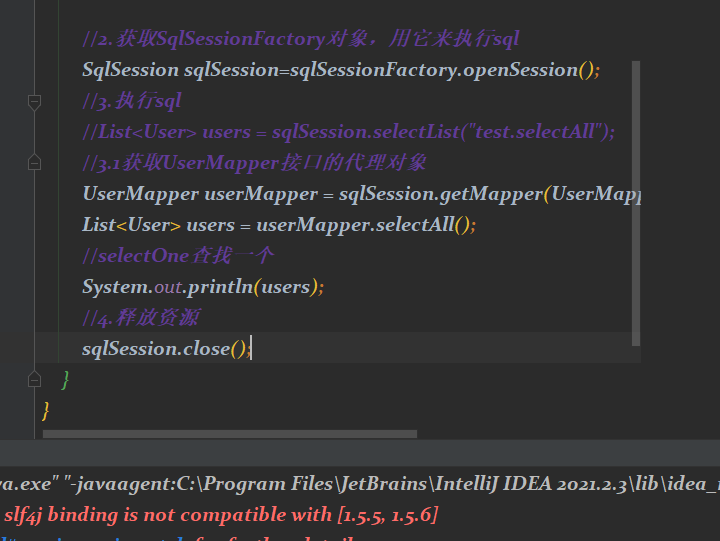 //2.获取SqlSessionFactory对象，用它来执行sql
SqlSession sqlSession=sqlSessionFactory.openSession();
//3.执行sql
//List<User> users = sqlSession.selectList("test.selectAll");
//3.1获取UserMapper接口的代理对象
UserMapper userMapper = sqlSession.getMapper(UserMapp
List<User> users = userMapper.selectAll();
//selectOne查找一个
System.out.println(users);
//4.释放资源
sqlSession.close();
}
}
va.exe" "-javaagent:C:\Program Files\JetBrains\IntelliJ IDEA 2021.2.3\lib\idea_r
slf4j binding is not compatible with [1.5.5, 1.5.6]